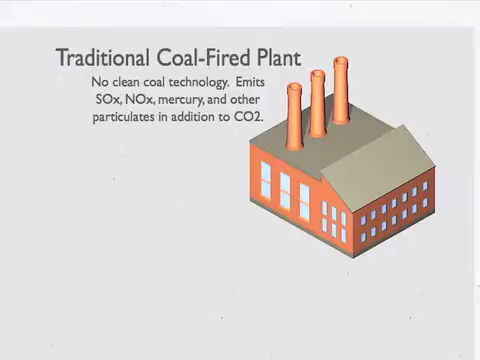 Traditional Coal-Fired Plant
No clean coal technology.  Emits
SOx, NOx, mercury, and other
particulates in addition to CO2.